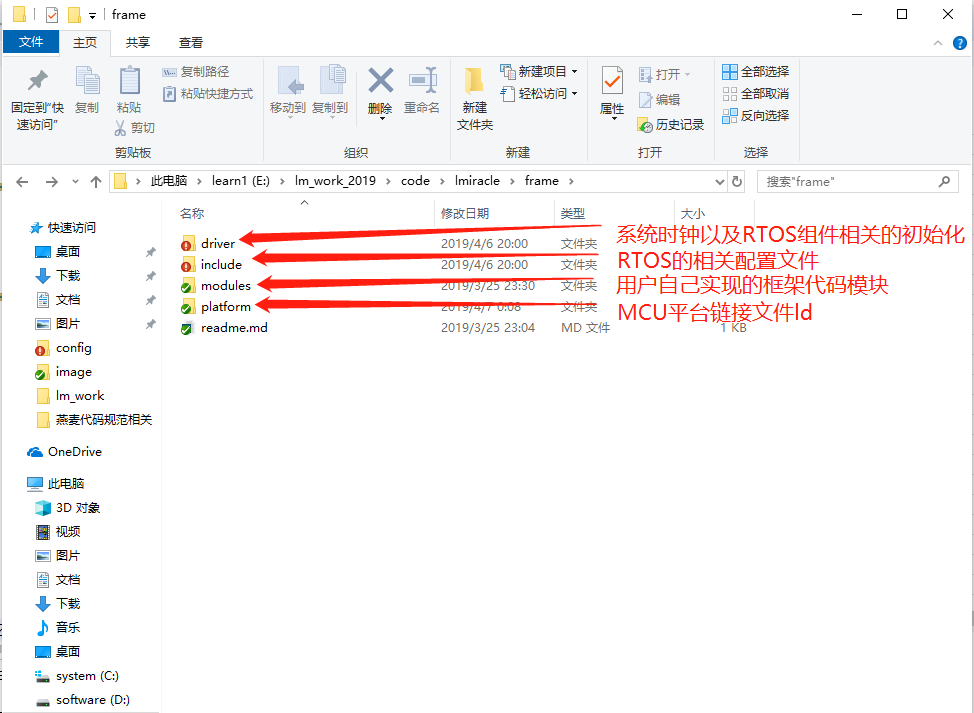 frame
文件 主页 共享 查看
固定到"快速访问"
复制
粘贴
复制路径
粘贴快捷方式
剪切
剪贴板
移动到
复制到
删除
重命名
组织
新建文件夹
新建项目
轻松访问
新建
属性
打开
编辑
历史记录
打开
全部选择
全部取消
反向选择
选择
此电脑 › learn1 (E:) › lm_work_2019 › code › lmiracle › frame ›
搜索"frame"
名称 修改日期 类型 大小
driver 2019/4/6 20:00 文件夹 系统时钟以及RTOS组件相关的初始化
include 2019/4/6 20:00 文件夹 RTOS的相关配置文件
modules 2019/3/25 23:30 文件夹 用户自己实现的框架代码模块
platform 2019/4/7 0:08 文件夹 MCU平台链接文件ld
readme.md 2019/3/25 23:04 MD 文件 1 KB
快速访问
桌面
下载
文档
图片
config
image
lm_work
燕麦代码规范相关
OneDrive
此电脑
3D 对象
视频
图片
文档
下载
音乐
桌面
system (C:)
software (D:)